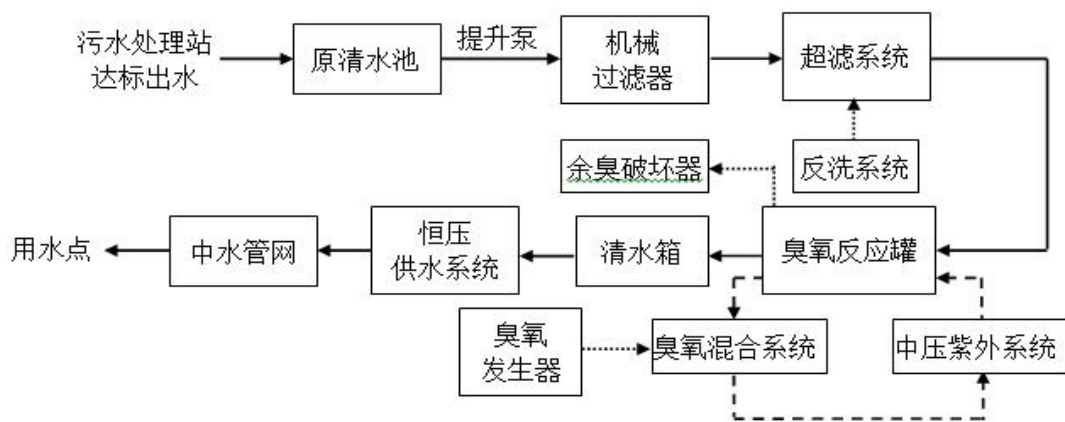 污水处理站
达标出水
原清水池
提升泵
机械
过滤器
超滤系统
余臭破坏器
反洗系统
用水点
中水管网
恒压
供水系统
清水箱
臭氧反应罐
臭氧
发生器
臭氧混合系统
中压紫外系统